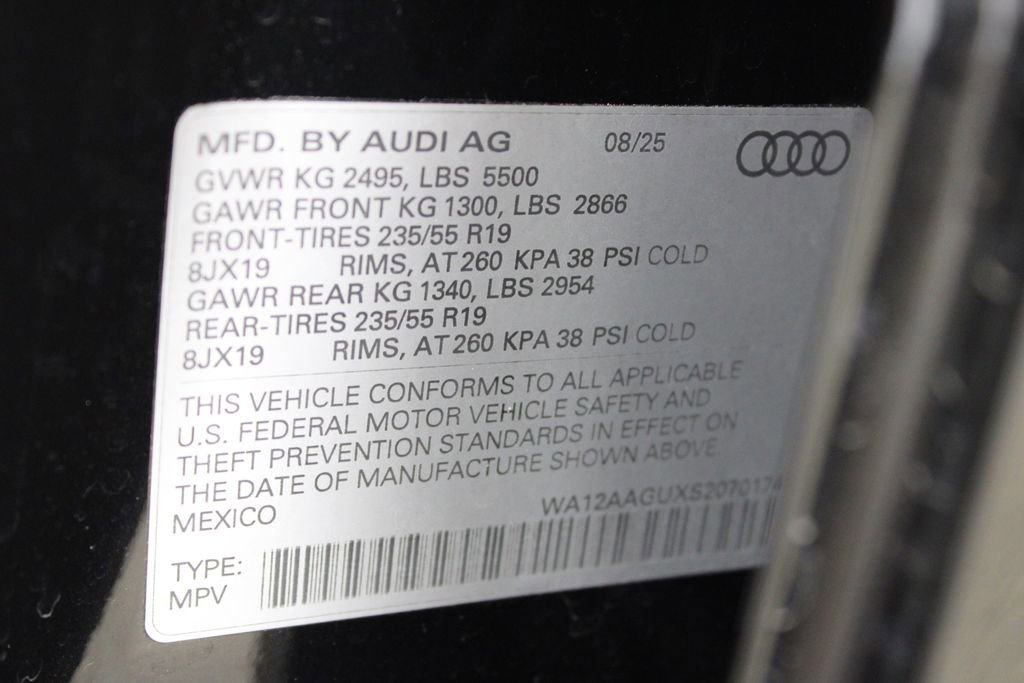 MFD. BY AUDI AG 08/25
GVWR KG 2495, LBS 5500
GAWR FRONT KG 1300, LBS 2866
FRONT-TIRES 235/55 R19
8JX19 RIMS, AT 260 KPA 38 PSI COLD
GAWR REAR KG 1340, LBS 2954
REAR-TIRES 235/55 R19
8JX19 RIMS, AT 260 KPA 38 PSI COLD
THIS VEHICLE CONFORMS TO ALL APPLICABLE
U.S. FEDERAL MOTOR VEHICLE SAFETY AND
THEFT PREVENTION STANDARDS IN EFFECT ON
THE DATE OF MANUFACTURE SHOWN ABOVE.
MEXICO
WA12AAGUXS2070174
TYPE:
MPV